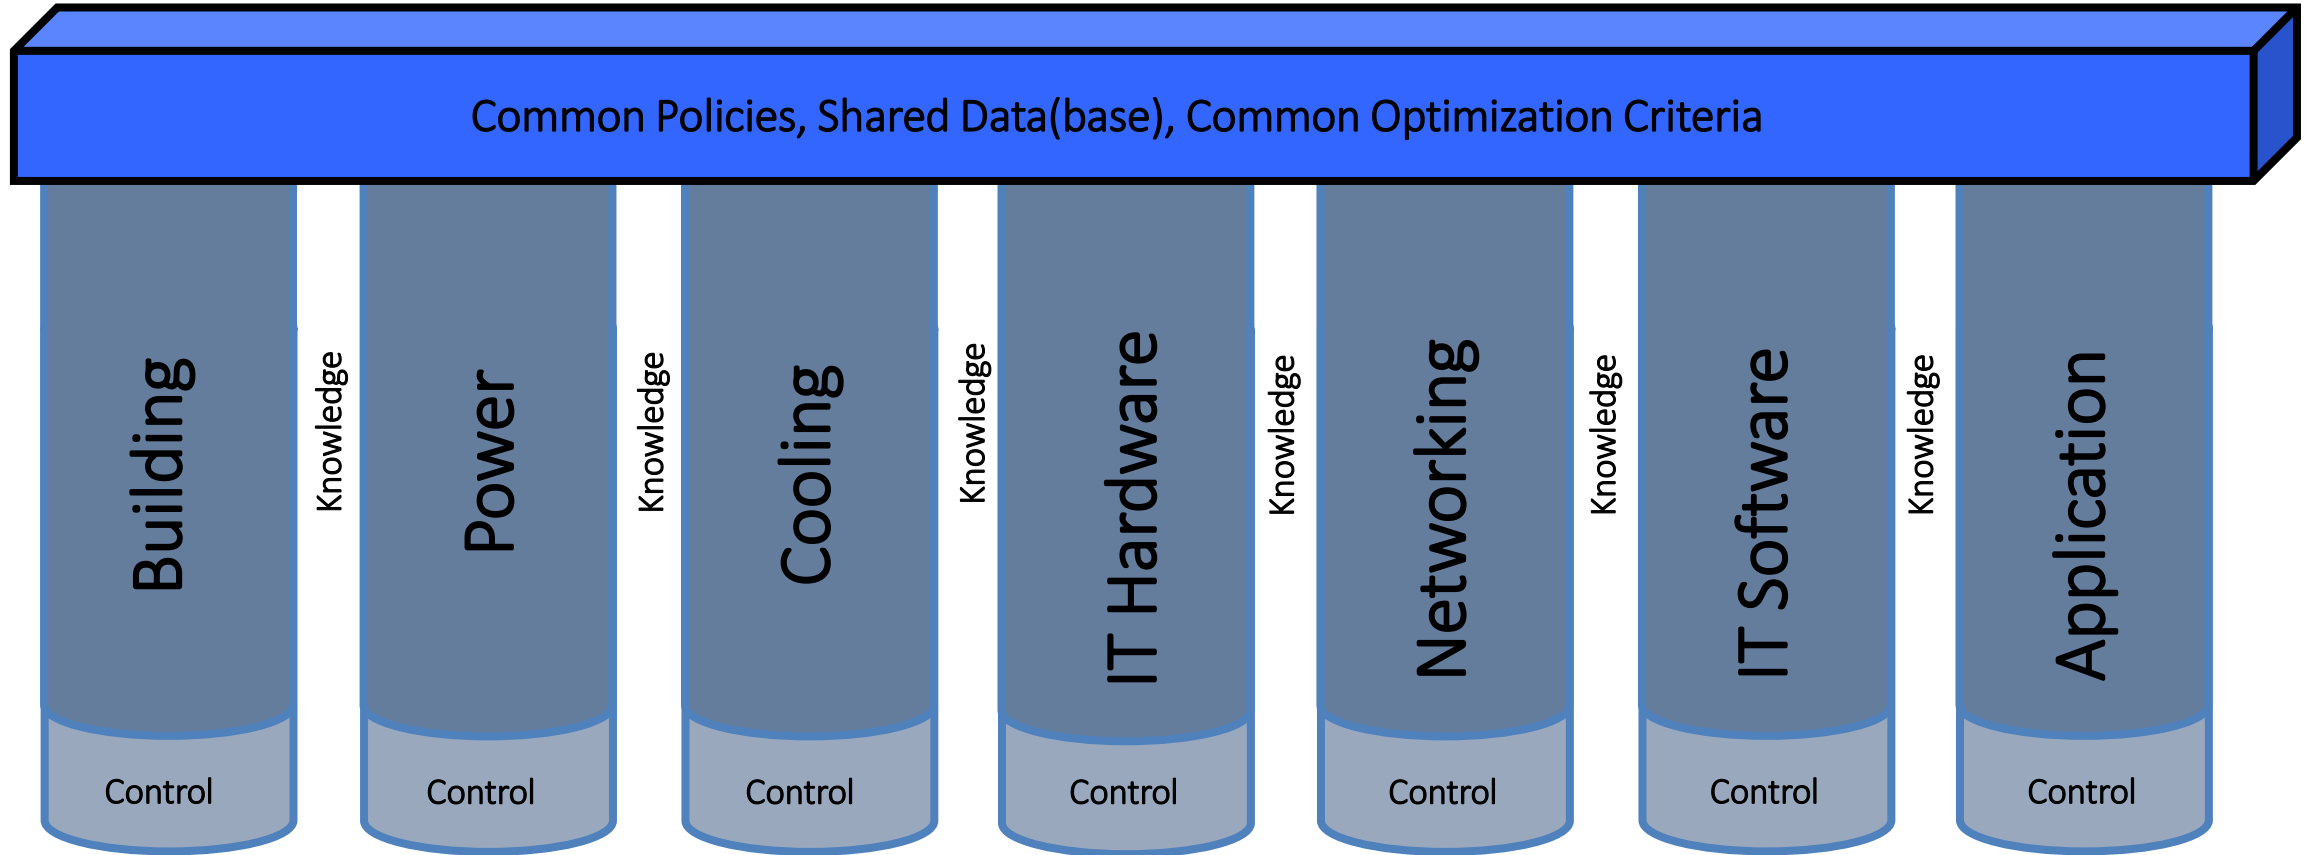 Common Policies, Shared Data(base), Common Optimization Criteria
Building
Knowledge
Power
Knowledge
Cooling
Knowledge
IT Hardware
Knowledge
Networking
Knowledge
IT Software
Knowledge
Application
Control
Control
Control
Control
Control
Control
Control